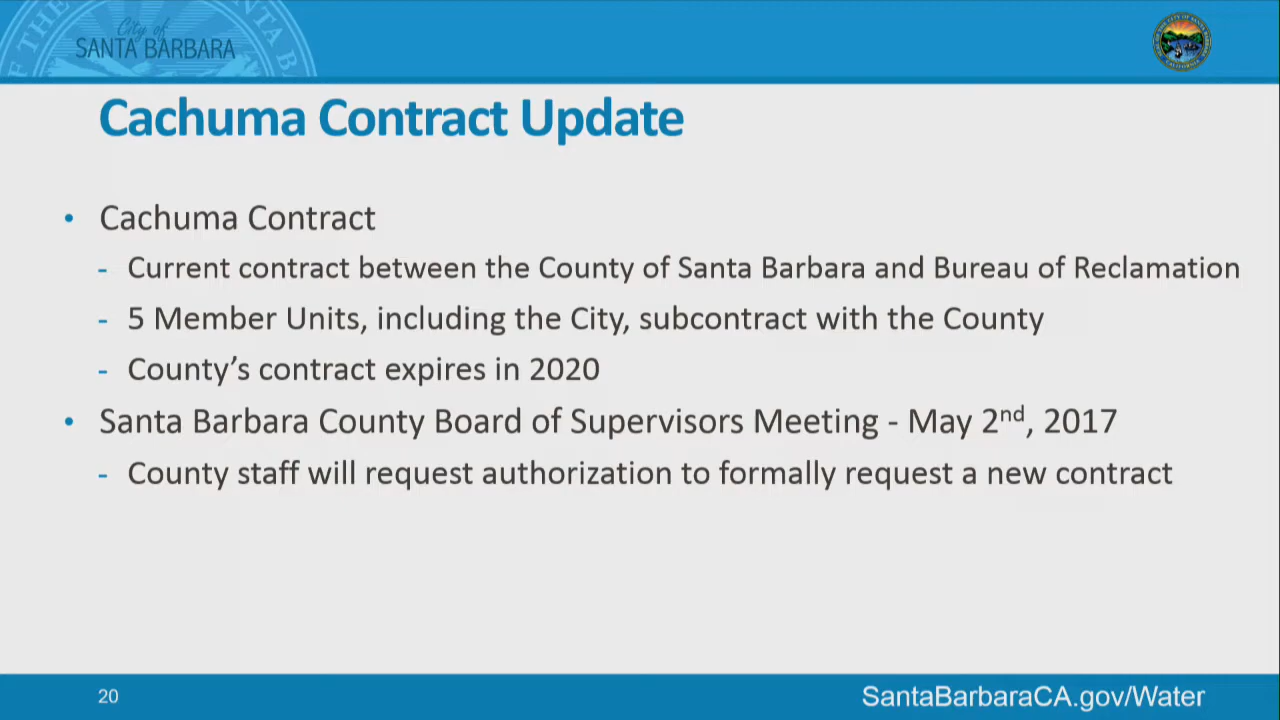 City of
SANTA BARBARA
Cachuma Contract Update
• Cachuma Contract
- Current contract between the County of Santa Barbara and Bureau of Reclamation
- 5 Member Units, including the City, subcontract with the County
- County’s contract expires in 2020
• Santa Barbara County Board of Supervisors Meeting - May 2nd, 2017
- County staff will request authorization to formally request a new contract
20
SantaBarbaraCA.gov/Water